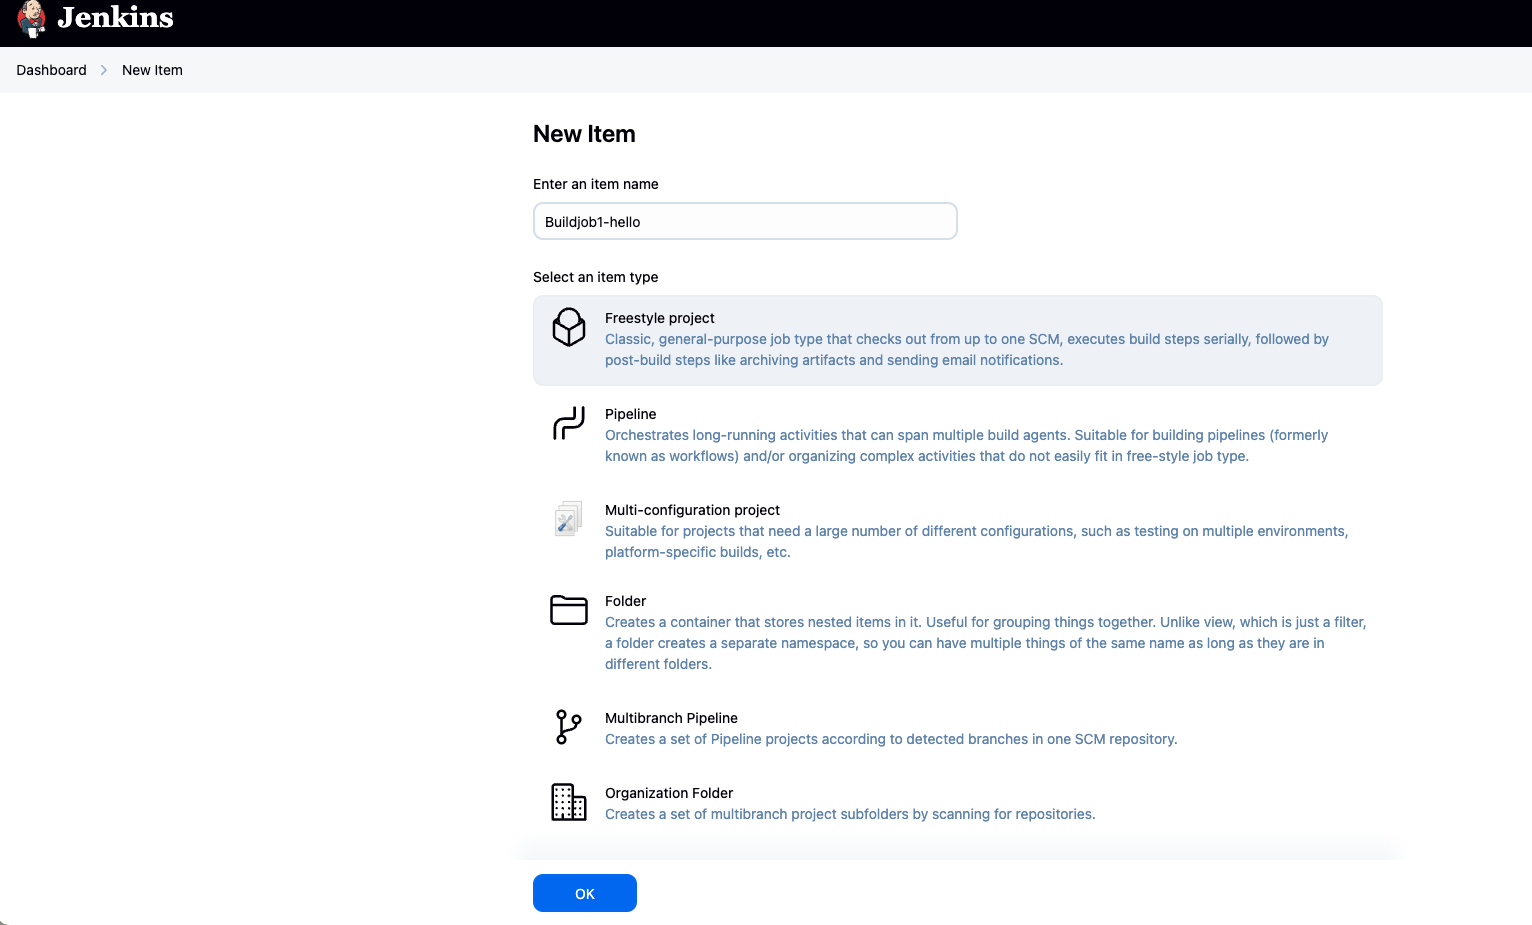 Jenkins
Dashboard > New Item
New Item
Enter an item name
Buildjob1-hello
Select an item type
Freestyle project
Classic, general-purpose job type that checks out from up to one SCM, executes build steps serially, followed by
post-build steps like archiving artifacts and sending email notifications.
Pipeline
Orchestrates long-running activities that can span multiple build agents. Suitable for building pipelines (formerly
known as workflows) and/or organizing complex activities that do not easily fit in free-style job type.
Multi-configuration project
Suitable for projects that need a large number of different configurations, such as testing on multiple environments,
platform-specific builds, etc.
Folder
Creates a container that stores nested items in it. Useful for grouping things together. Unlike view, which is just a filter,
a folder creates a separate namespace, so you can have multiple things of the same name as long as they are in
different folders.
Multibranch Pipeline
Creates a set of Pipeline projects according to detected branches in one SCM repository.
Organization Folder
Creates a set of multibranch project subfolders by scanning for repositories.
OK